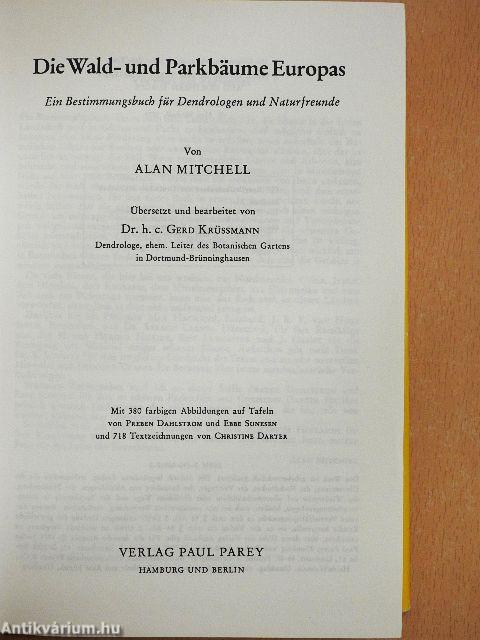 Die Wald- und Parkbäume Europas
Ein Bestimmungsbuch für Dendrologen und Naturfreunde
Von
ALAN MITCHELL
Übersetzt und bearbeitet von
Dr. h. c. GERD KRÜSSMANN
Dendrologe, ehem. Leiter des Botanischen Gartens
in Dortmund-Brünninghausen
Mit 380 farbigen Abbildungen auf Tafeln
von PREBEN DAHLSTROM und EBBE SUNESEN
und 718 Textzeichnungen von CHRISTINE DARTER
VERLAG PAUL PAREY
HAMBURG UND BERLIN
Antikvárium.hu